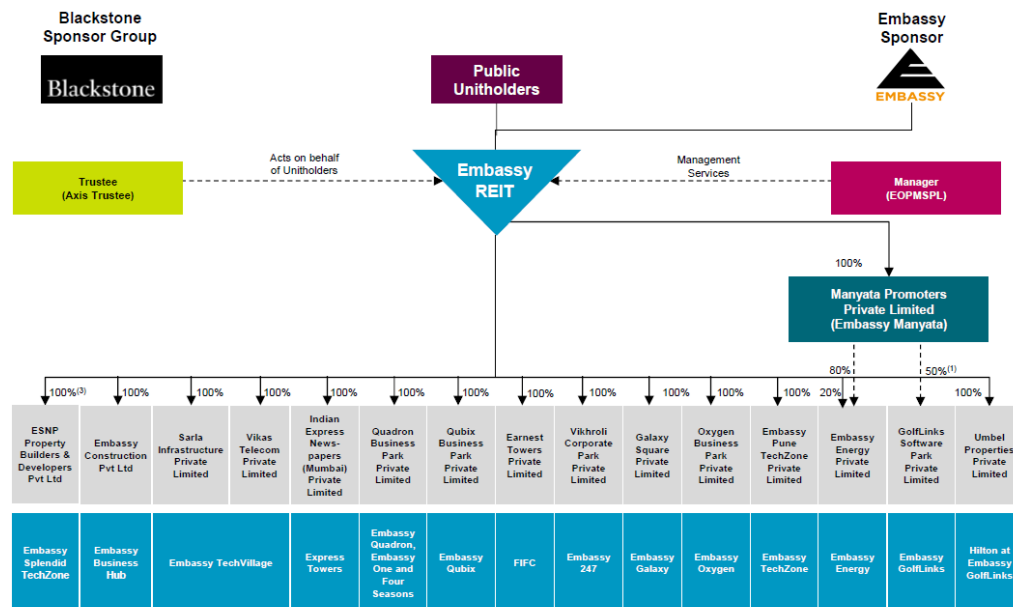 Blackstone
Sponsor Group
Blackstone
Public
Unitholders
Embassy
Sponsor
EMBASSY
Trustee
(Axis Trustee)
Acts on behalf
of Unitholders
Embassy
REIT
Management
Services
Manager
(EOPMSPL)
100%
Manyata Promoters
Private Limited
(Embassy Manyata)
80%
50%(1)
100%(3)
100%
100%
100%
100%
100%
100%
100%
100%
100%
100%
100%
20%
100%
ESNP
Property
Builders &
Developers
Pvt Ltd
Embassy
Construction
Pvt Ltd
Sarla
Infrastructure
Private
Limited
Vikas
Telecom
Private
Limited
Indian
Express
News-
papers
(Mumbai)
Private
Limited
Quadron
Business
Park
Private
Limited
Qubix
Business
Park
Private
Limited
Earnest
Towers
Private
Limited
Vikhroli
Corporate
Park
Private
Limited
Galaxy
Square
Private
Limited
Oxygen
Business
Park
Private
Limited
Embassy
Pune
TechZone
Private
Limited
Embassy
Energy
Private
Limited
GolfLinks
Software
Park
Private
Limited
Umbel
Properties
Private
Limited
Embassy
Splendid
TechZone
Embassy
Business
Hub
Embassy TechVillage
Express
Towers
Embassy
Quadron,
Embassy
One and
Four
Seasons
Embassy
Qubix
FIFC
Embassy
247
Embassy
Galaxy
Embassy
Oxygen
Embassy
TechZone
Embassy
Energy
Embassy
GolfLinks
Hilton at
Embassy
GolfLinks